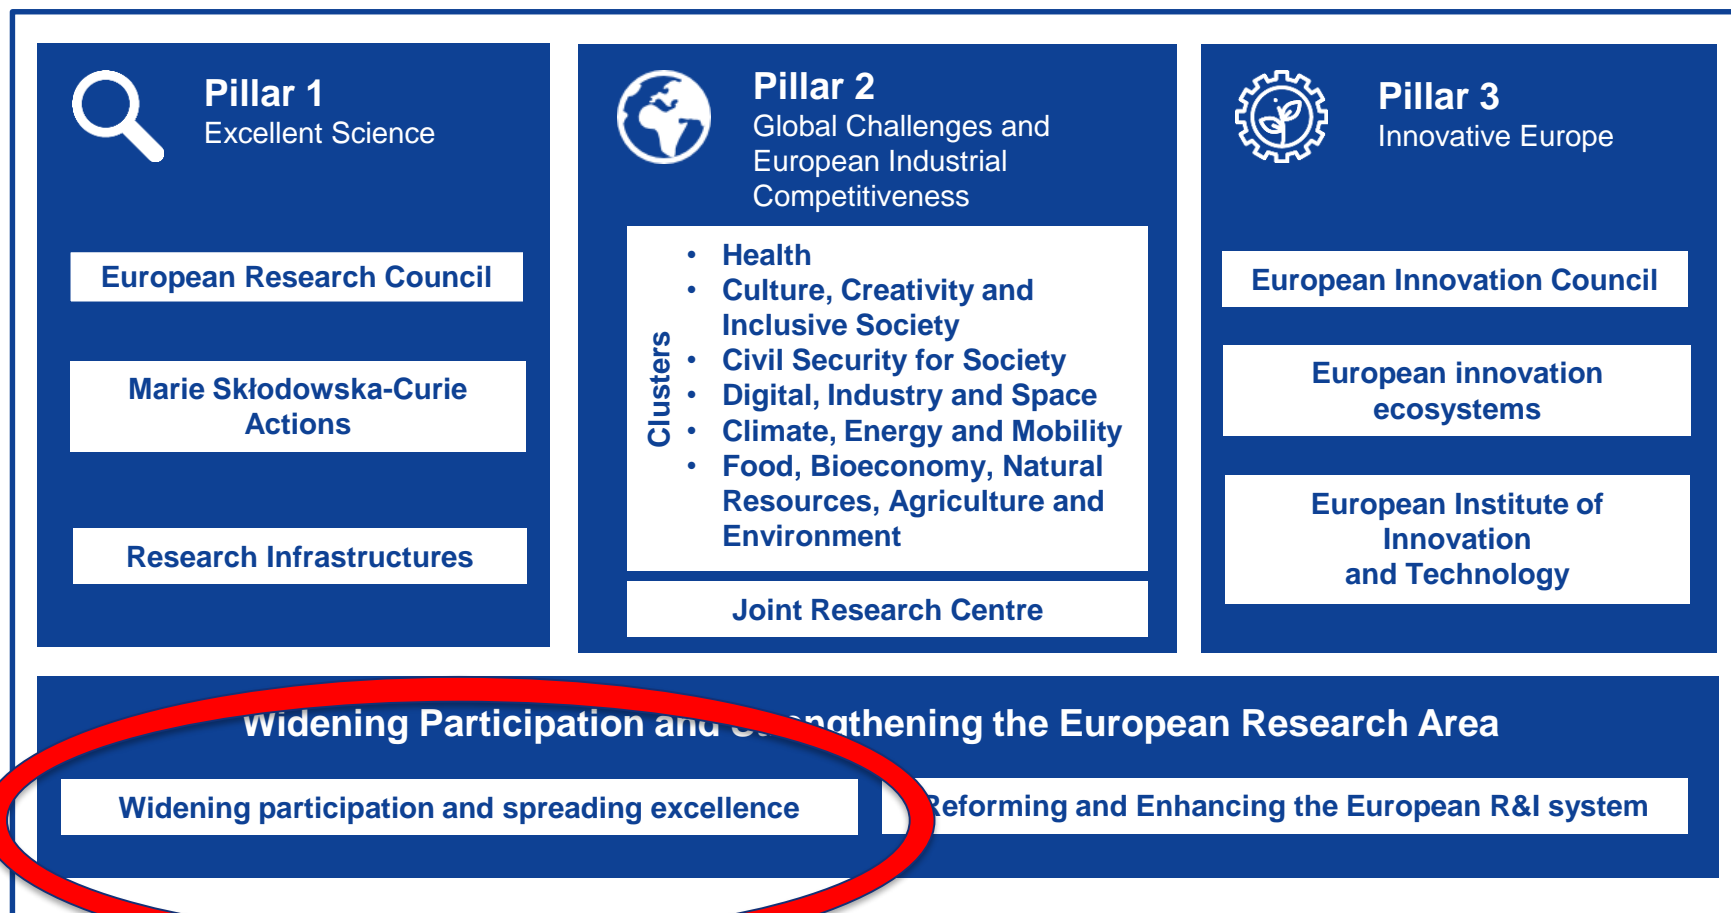 Pillar 1
Excellent Science
European Research Council
Marie Skłodowska-Curie
Actions
Research Infrastructures
Pillar 2
Global Challenges and
European Industrial
Competitiveness
Clusters
• Health
• Culture, Creativity and
Inclusive Society
• Civil Security for Society
• Digital, Industry and Space
• Climate, Energy and Mobility
• Food, Bioeconomy, Natural
Resources, Agriculture and
Environment
Joint Research Centre
Pillar 3
Innovative Europe
European Innovation Council
European innovation
ecosystems
European Institute of
Innovation
and Technology
Widening Participation and Strengthening the European Research Area
Widening participation and spreading excellence
Reforming and Enhancing the European R&I system